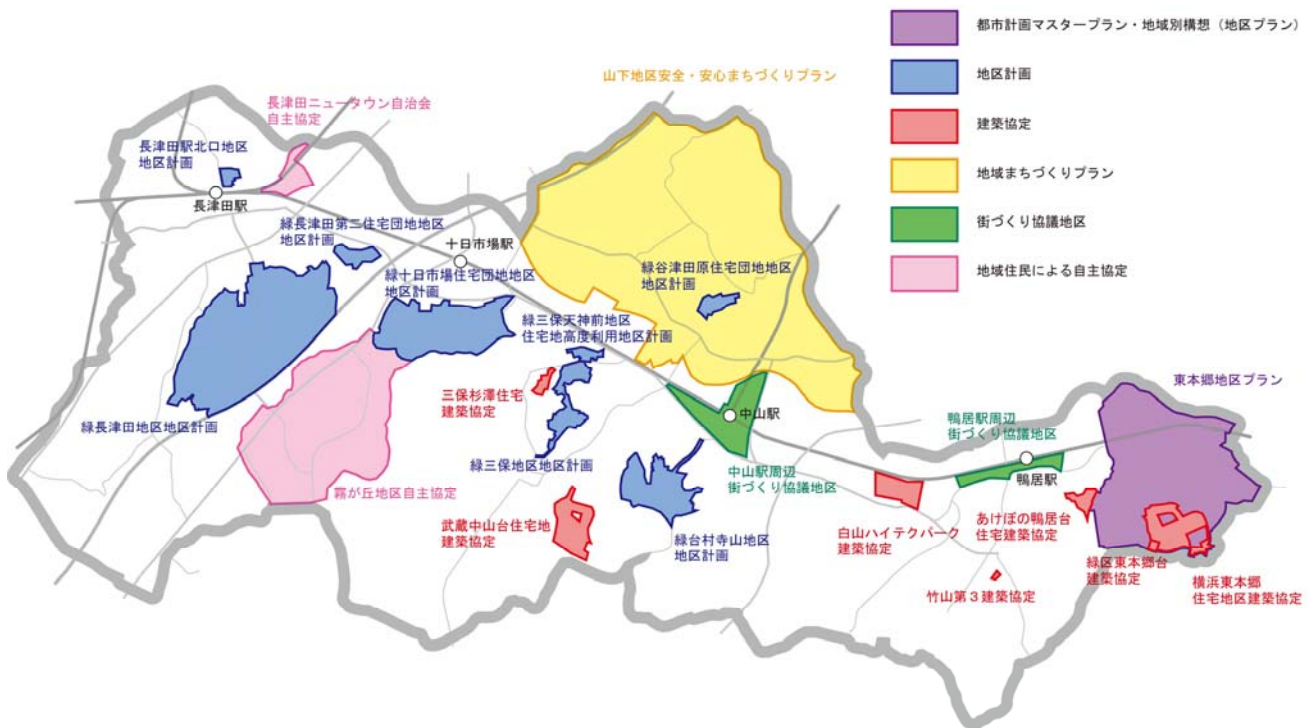 都市計画マスタープラン・地域別構想（地区プラン）
地区計画
建築協定
地域まちづくりプラン
街づくり協議地区
地域住民による自主協定
山下地区安全・安心まちづくりプラン
長津田ニュータウン自治会
自主協定
長津田駅北口地区
地区計画
長津田駅
緑長津田第二住宅団地地区
地区計画
十日市場駅
緑十日市場住宅団地地区
地区計画
緑谷津田原住宅団地地区
地区計画
緑三保天神前地区
住宅地高度利用地区計画
三保杉澤住宅
建築協定
緑長津田地区地区計画
緑三保地区地区計画
霧が丘地区自主協定
武蔵中山台住宅地
建築協定
緑台村寺山地区
地区計画
中山駅
中山駅周辺
街づくり協議地区
東本郷地区プラン
鴨居駅周辺
街づくり協議地区
鴨居駅
白山ハイテクパーク
建築協定
あけぼの鴨居台
住宅建築協定
竹山第３建築協定
緑区東本郷台
建築協定
横浜東本郷
住宅地区建築協定